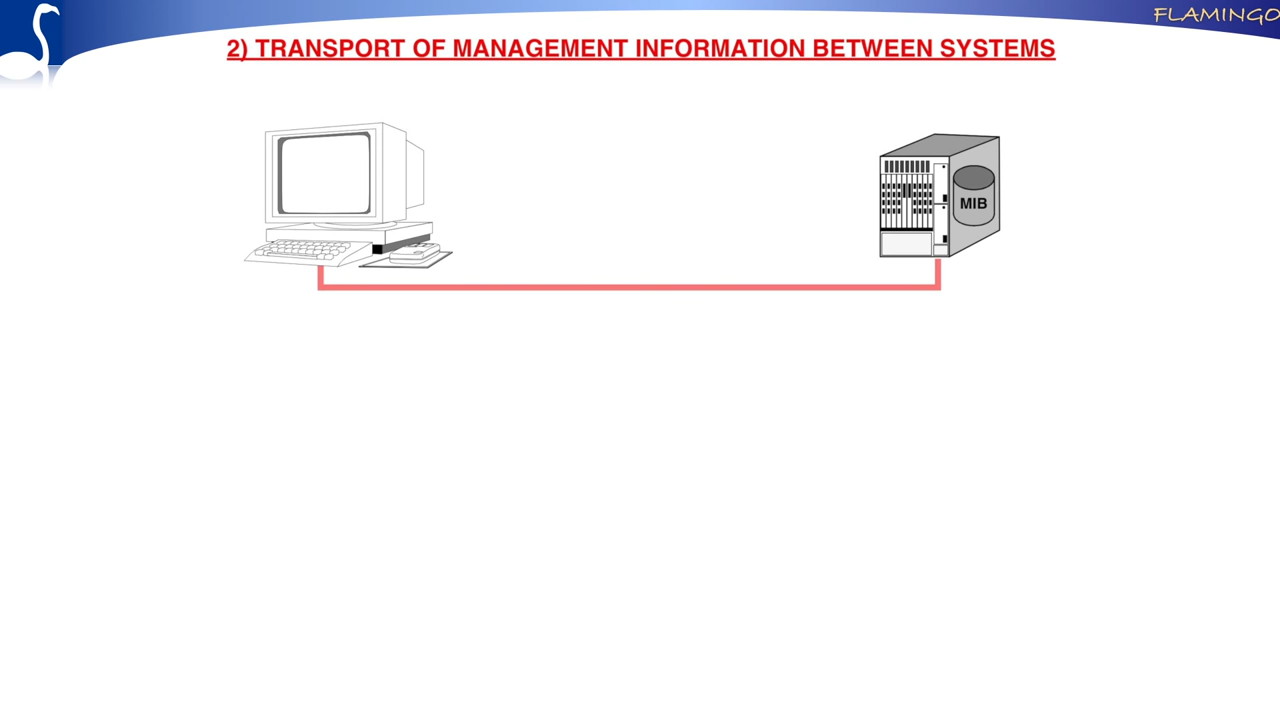 FLAMINGO
2) TRANSPORT OF MANAGEMENT INFORMATION BETWEEN SYSTEMS
MIB